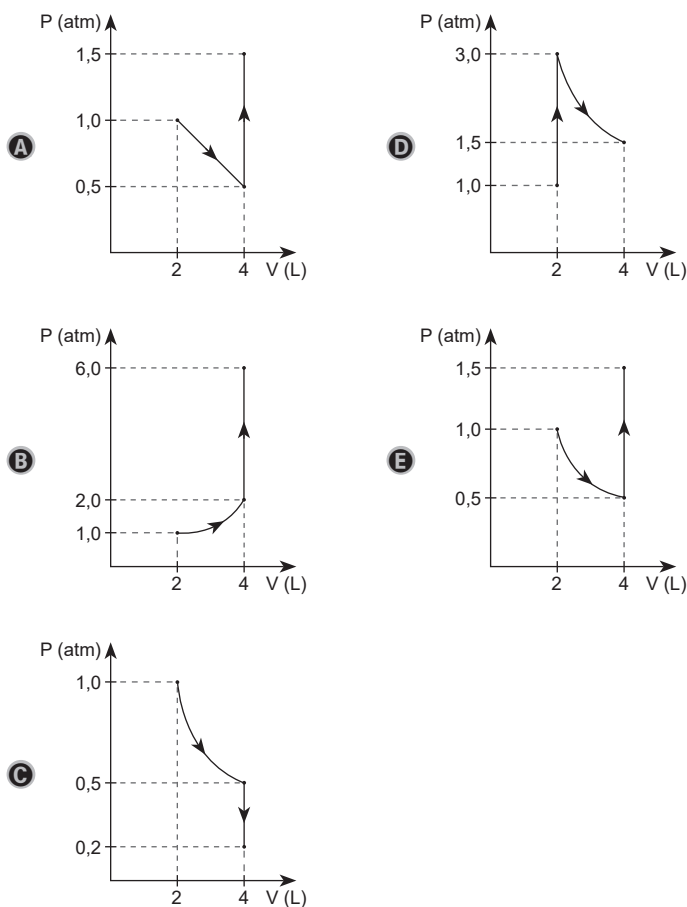 A
P (atm)
1,5
1,0
0,5
2 4 V (L)
B
P (atm)
6,0
2,0
1,0
2 4 V (L)
C
P (atm)
1,0
0,5
0,2
2 4 V (L)
D
P (atm)
3,0
1,5
1,0
2 4 V (L)
E
P (atm)
1,5
1,0
0,5
2 4 V (L)